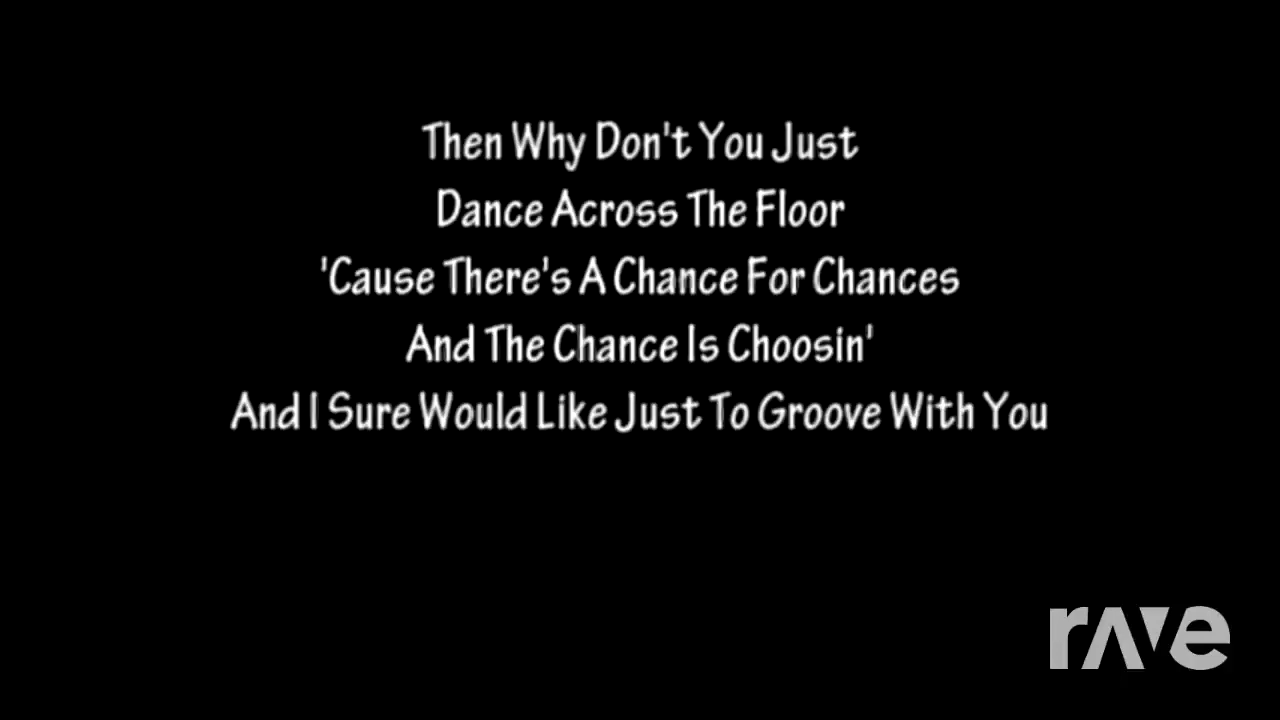 Then Why Don't You Just
Dance Across The Floor
'Cause There's A Chance For Chances
And The Chance Is Choosin'
And I Sure Would Like Just To Groove With You
rave